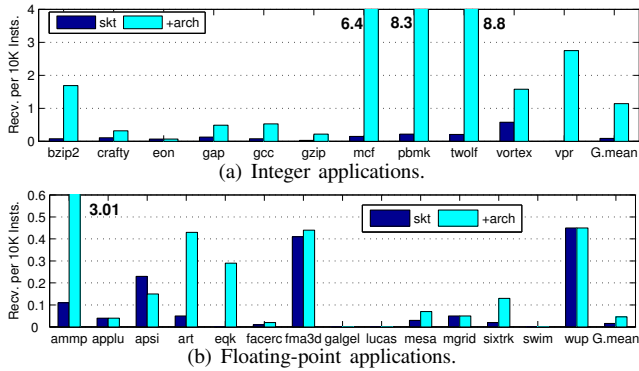 4
3
2
1
0
Recv. per 10K Insts.
skt
+arch
6.4
8.3
8.8
bzip2 crafty eon gap gcc gzip mcf pbmk twolf vortex vpr G.mean
(a) Integer applications.
0.6
0.5
0.4
0.3
0.2
0.1
0
Recv. per 10K Insts.
3.01
skt
+arch
ammp applu apsi art eqk facerc fma3d galgel lucas mesa mgrid sixtrk swim wup G.mean
(b) Floating-point applications.